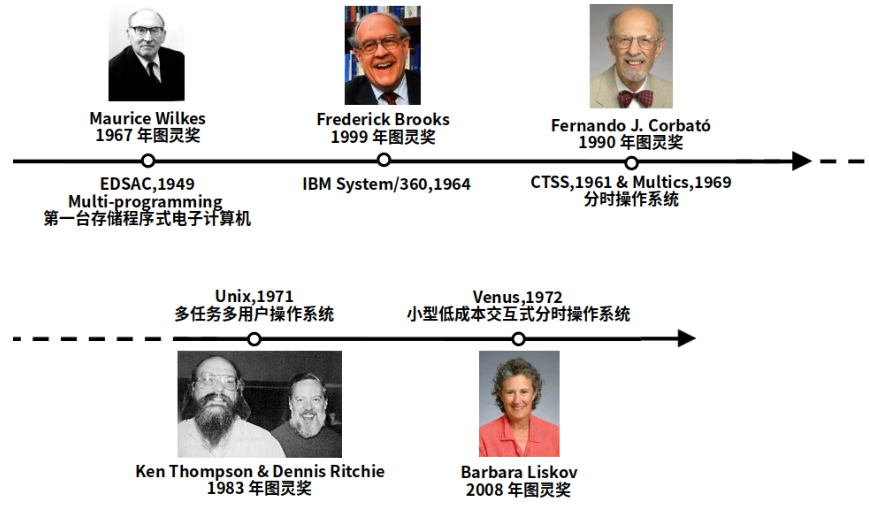 Maurice Wilkes
1967 年图灵奖
Frederick Brooks
1999 年图灵奖
Fernando J. Corbató
1990 年图灵奖
EDSAC,1949
Multi-programming
第一台存储程序式电子计算机
IBM System/360,1964
CTSS,1961 & Multics,1969
分时操作系统
Unix,1971
多任务多用户操作系统
Venus,1972
小型低成本交互式分时操作系统
Ken Thompson & Dennis Ritchie
1983 年图灵奖
Barbara Liskov
2008 年图灵奖